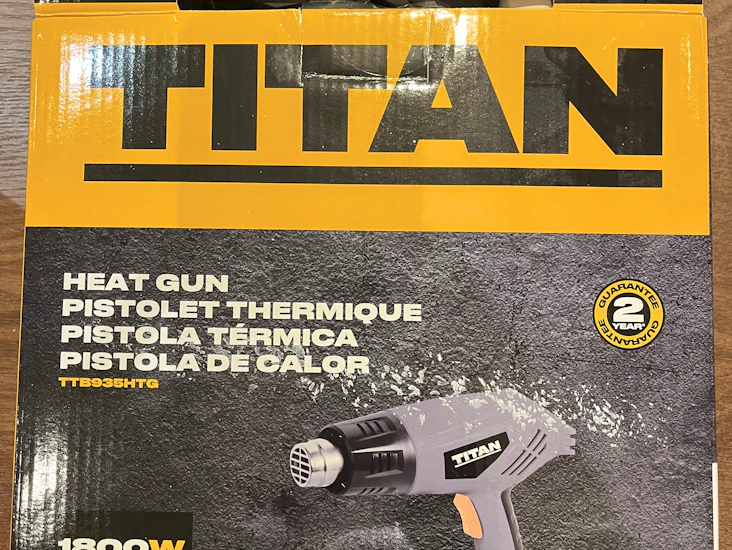 TITAN
HEAT GUN
PISTOLET THERMIQUE
PISTOLA TÉRMICA
PISTOLA DE CALOR
TTB935HTG
GUARANTEE
2
YEAR*
GUARANTEE
TITAN
1800W